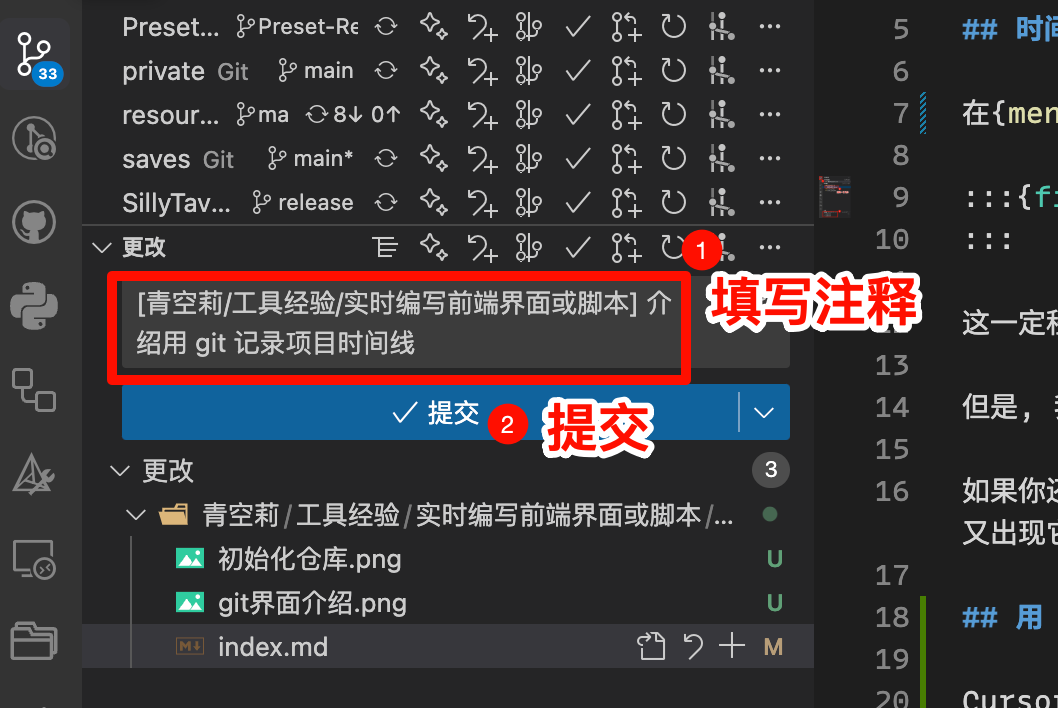 Preset... Preset-Re
private Git main
resour... ma 8↓ 0↑
saves Git main*
SillyTav... release
更改
1
[青空莉/工具经验/实时编写前端界面或脚本] 介
绍用 git 记录项目时间线
填写注释
提交
2
提交
更改 3
青空莉/工具经验/实时编写前端界面或脚本/...
初始化仓库.png U
git界面介绍.png U
index.md M
33
5 ## 时间
6
7 在{men
8
9 :::{fi
10 :::
这一定程
13
14 但是,
15
16 如果你还
又出现它
17
18 ## 用
19
20 Cursor